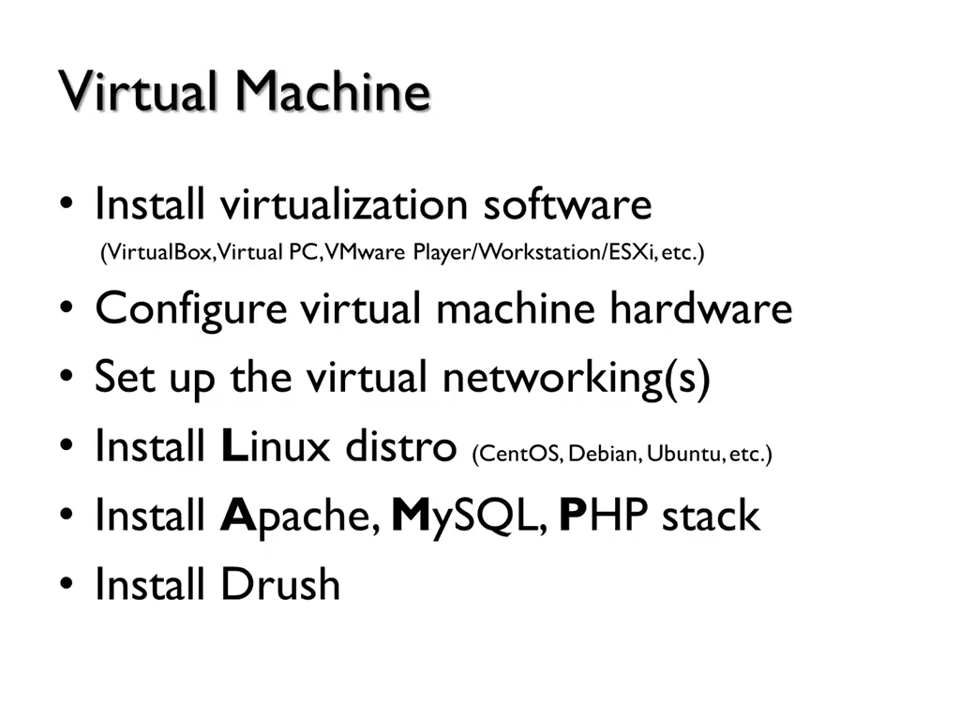 Virtual Machine
• Install virtualization software
(VirtualBox, Virtual PC, VMware Player/Workstation/ESXi, etc.)
• Configure virtual machine hardware
• Set up the virtual networking(s)
• Install Linux distro (CentOS, Debian, Ubuntu, etc.)
• Install Apache, MySQL, PHP stack
• Install Drush